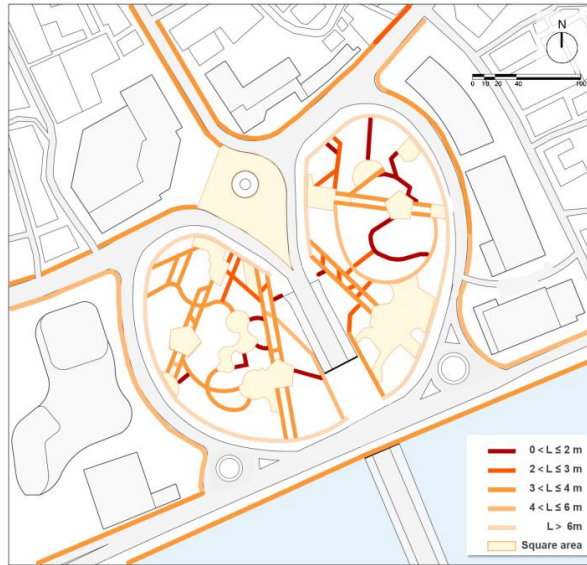 N
0 10 20 40 100
0 < L ≤ 2 m
2 < L ≤ 3 m
3 < L ≤ 4 m
4 < L ≤ 6 m
L > 6m
Square area